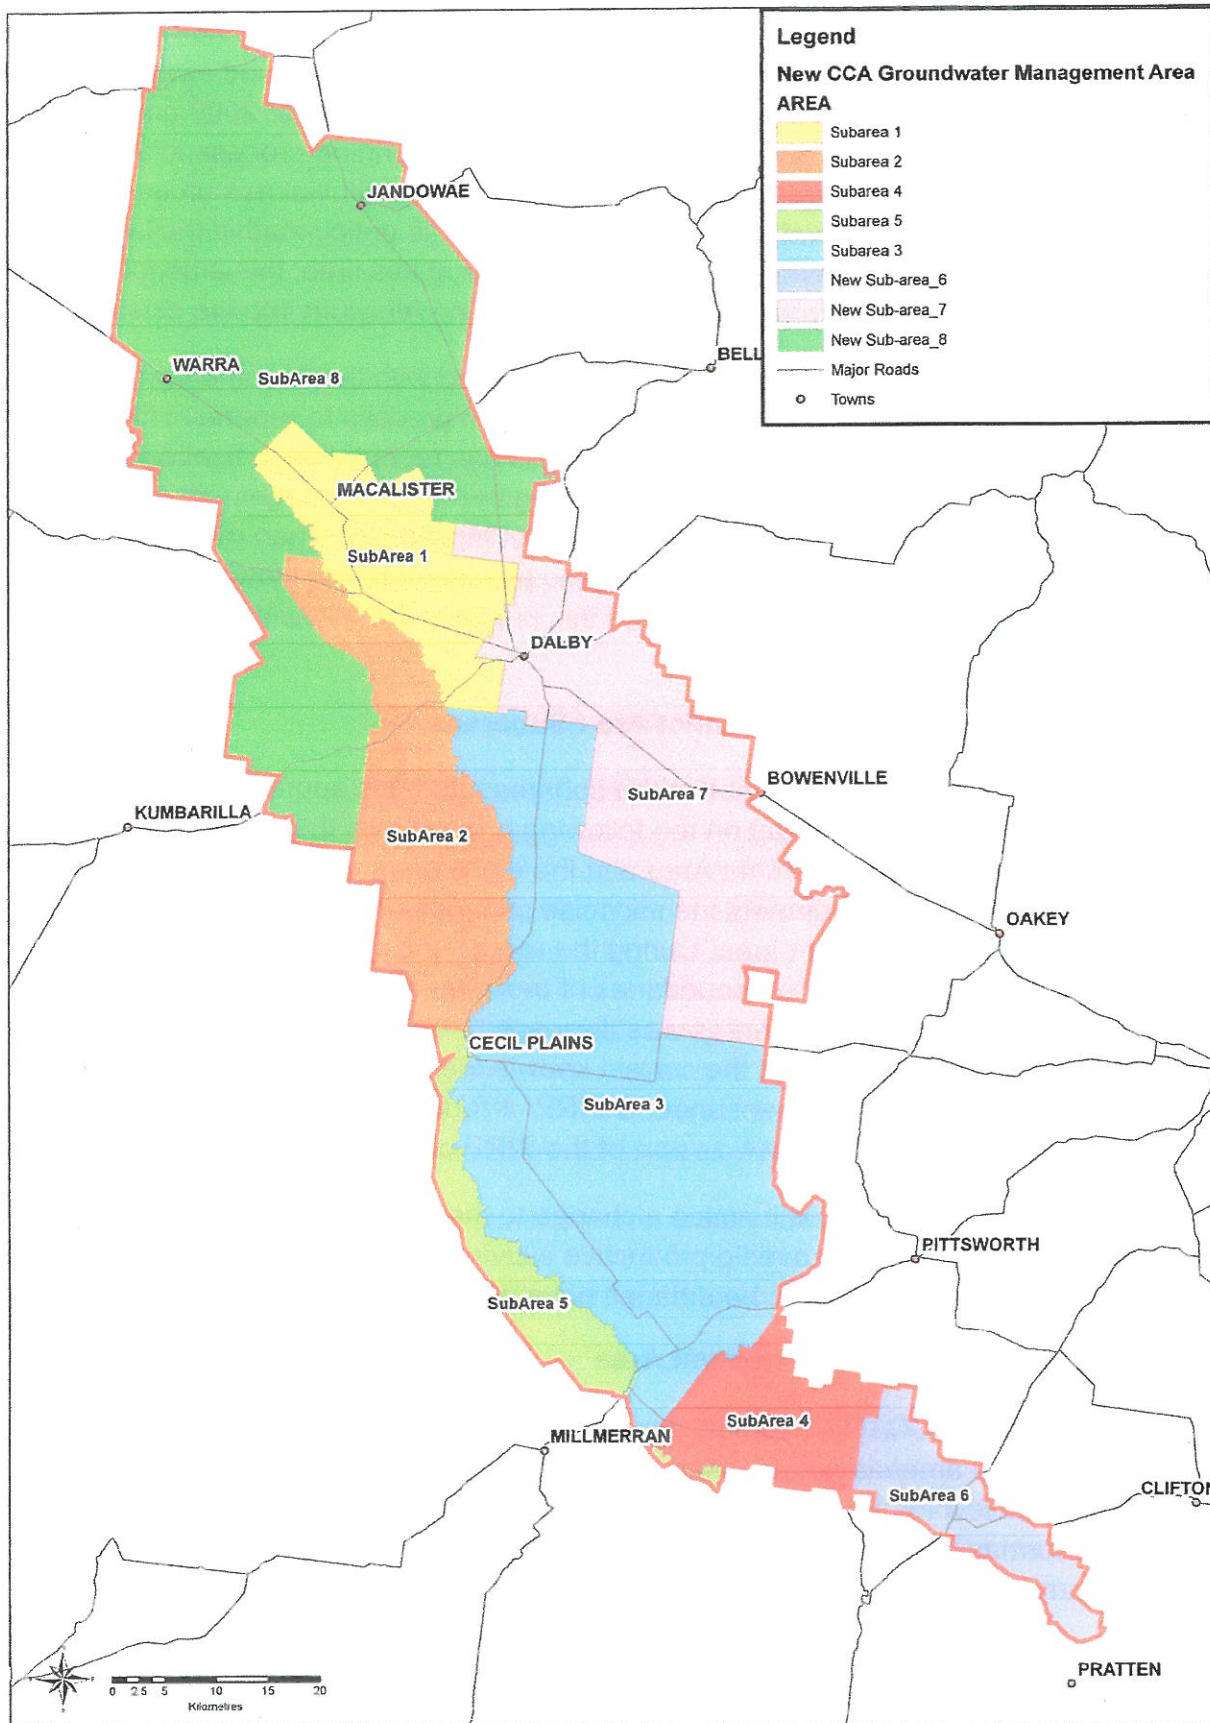 Legend
New CCA Groundwater Management Area
AREA
Subarea 1
Subarea 2
Subarea 4
Subarea 5
Subarea 3
New Sub-area_6
New Sub-area_7
New Sub-area_8
Major Roads
Towns
JANDOWAE
WARRA
SubArea 8
BELL
MACALISTER
SubArea 1
DALBY
BOWENVILLE
SubArea 7
KUMBARILLA
SubArea 2
OAKEY
CECIL PLAINS
SubArea 3
PITTSWORTH
SubArea 5
SubArea 4
MILLMERRAN
SubArea 6
CLIFTON
PRATTEN
0 2.5 5 10 15 20
Kilometres